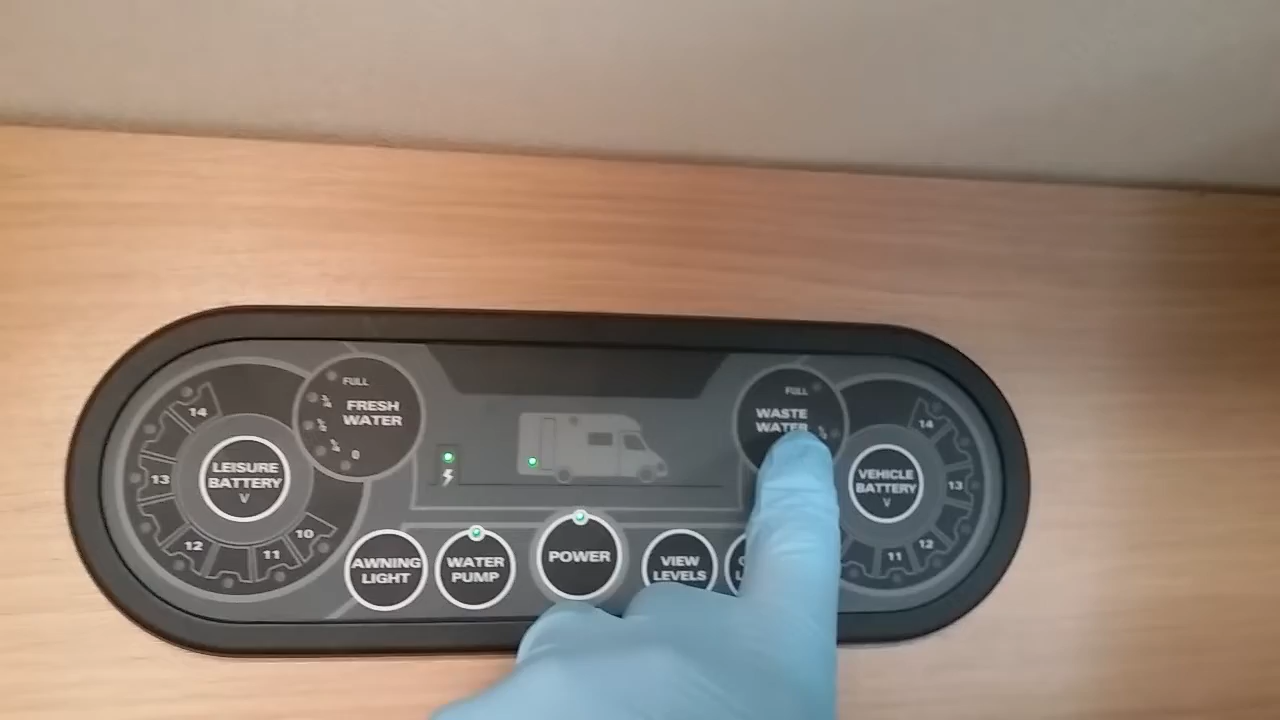 14
13
12
11
10
LEISURE
BATTERY
V
FULL
3/4
1/2
1/4
0
FRESH
WATER
AWNING
LIGHT
WATER
PUMP
POWER
VIEW
LEVELS
FULL
WASTE
WATER
VEHICLE
BATTERY
V
14
13
12
11